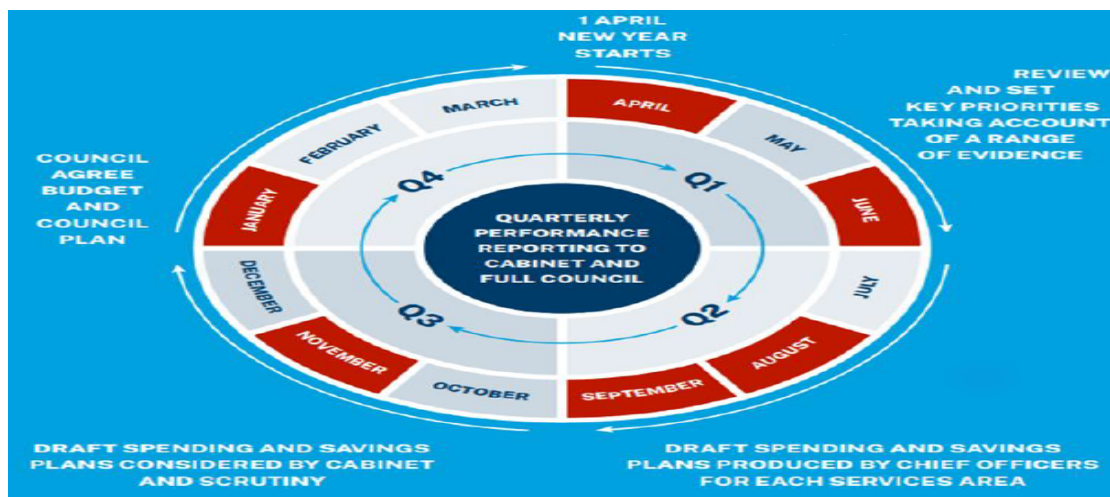 1 APRIL
NEW YEAR
STARTS
REVIEW
AND SET
KEY PRIORITIES
TAKING ACCOUNT
OF A RANGE
OF EVIDENCE
COUNCIL
AGREE
BUDGET
AND
COUNCIL
PLAN
MARCH
APRIL
FEBRUARY
MAY
JANUARY
JUNE
Q4
Q1
QUARTERLY
PERFORMANCE
REPORTING TO
CABINET AND
FULL COUNCIL
DECEMBER
JULY
Q3
Q2
NOVEMBER
AUGUST
OCTOBER
SEPTEMBER
DRAFT SPENDING AND SAVINGS
PLANS CONSIDERED BY CABINET
AND SCRUTINY
DRAFT SPENDING AND SAVINGS
PLANS PRODUCED BY CHIEF OFFICERS
FOR EACH SERVICES AREA